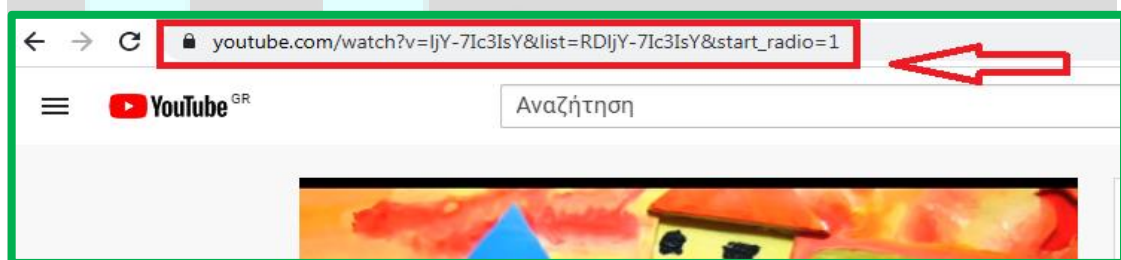 youtube.com/watch?v=IjY-7Ic3IsY&list=RDIjY-7Ic3IsY&start_radio=1
YouTube GR
Αναζήτηση